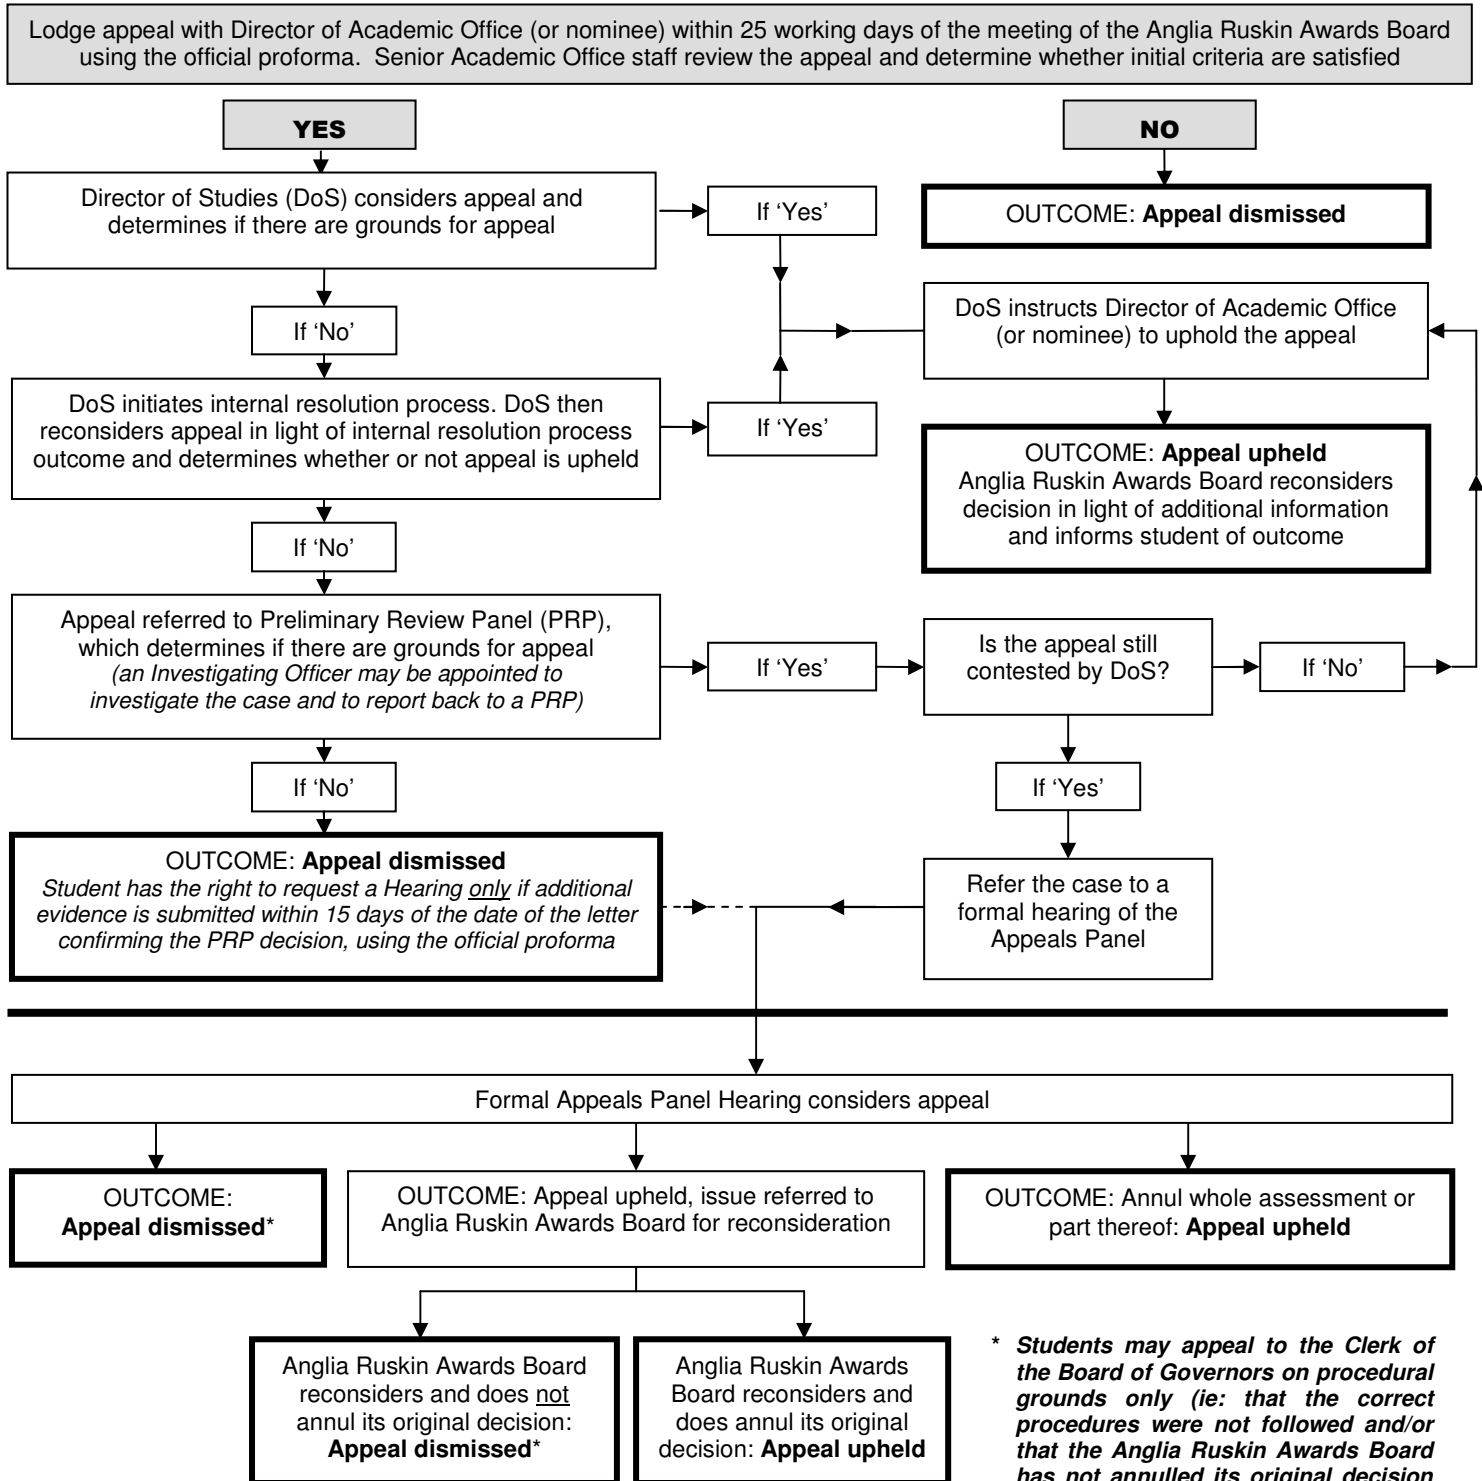 Lodge appeal with Director of Academic Office (or nominee) within 25 working days of the meeting of the Anglia Ruskin Awards Board
using the official proforma.  Senior Academic Office staff review the appeal and determine whether initial criteria are satisfied
YES
NO
Director of Studies (DoS) considers appeal and
determines if there are grounds for appeal
If ‘Yes’
OUTCOME: Appeal dismissed
If ‘No’
DoS instructs Director of Academic Office
(or nominee) to uphold the appeal
DoS initiates internal resolution process. DoS then
reconsiders appeal in light of internal resolution process
outcome and determines whether or not appeal is upheld
If ‘Yes’
OUTCOME: Appeal upheld
Anglia Ruskin Awards Board reconsiders
decision in light of additional information
and informs student of outcome
If ‘No’
Appeal referred to Preliminary Review Panel (PRP),
which determines if there are grounds for appeal
(an Investigating Officer may be appointed to
investigate the case and to report back to a PRP)
If ‘Yes’
Is the appeal still
contested by DoS?
If ‘No’
If ‘No’
If ‘Yes’
OUTCOME: Appeal dismissed
Student has the right to request a Hearing only if additional
evidence is submitted within 15 days of the date of the letter
confirming the PRP decision, using the official proforma
Refer the case to a
formal hearing of the
Appeals Panel
Formal Appeals Panel Hearing considers appeal
OUTCOME:
Appeal dismissed*
OUTCOME: Appeal upheld, issue referred to
Anglia Ruskin Awards Board for reconsideration
OUTCOME: Annul whole assessment or
part thereof: Appeal upheld
Anglia Ruskin Awards Board
reconsiders and does not
annul its original decision:
Appeal dismissed*
Anglia Ruskin Awards
Board reconsiders and
does annul its original
decision: Appeal upheld
* Students may appeal to the Clerk of
the Board of Governors on procedural
grounds only (ie: that the correct
procedures were not followed and/or
that the Anglia Ruskin Awards Board
has not annulled its original decision